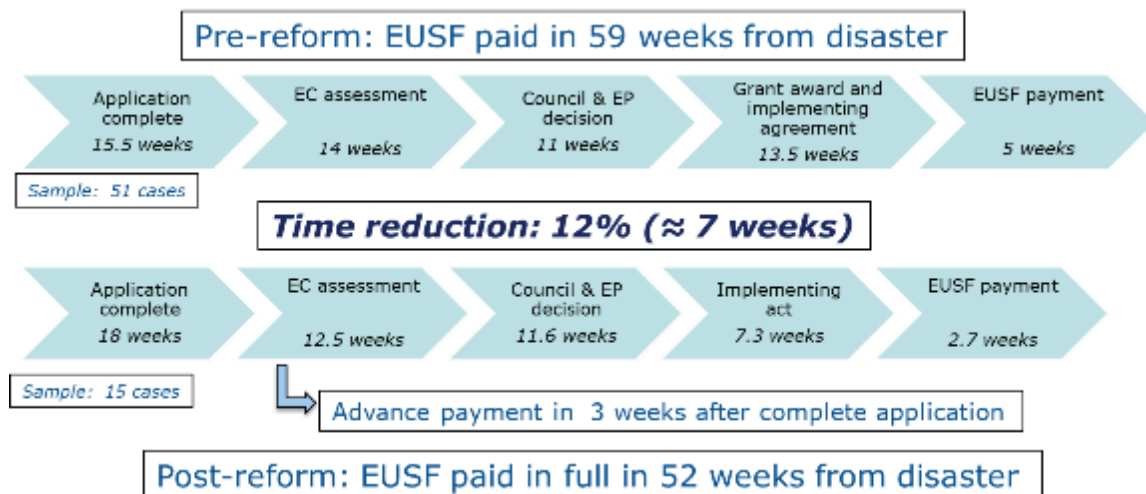 Pre-reform: EUSF paid in 59 weeks from disaster
Application
complete
15.5 weeks
EC assessment
14 weeks
Council & EP
decision
11 weeks
Grant award and
implementing
agreement
13.5 weeks
EUSF payment
5 weeks
Sample: 51 cases
Time reduction: 12% (≈ 7 weeks)
Application
complete
18 weeks
EC assessment
12.5 weeks
Council & EP
decision
11.6 weeks
Implementing
act
7.3 weeks
EUSF payment
2.7 weeks
Sample: 15 cases
Advance payment in 3 weeks after complete application
Post-reform: EUSF paid in full in 52 weeks from disaster